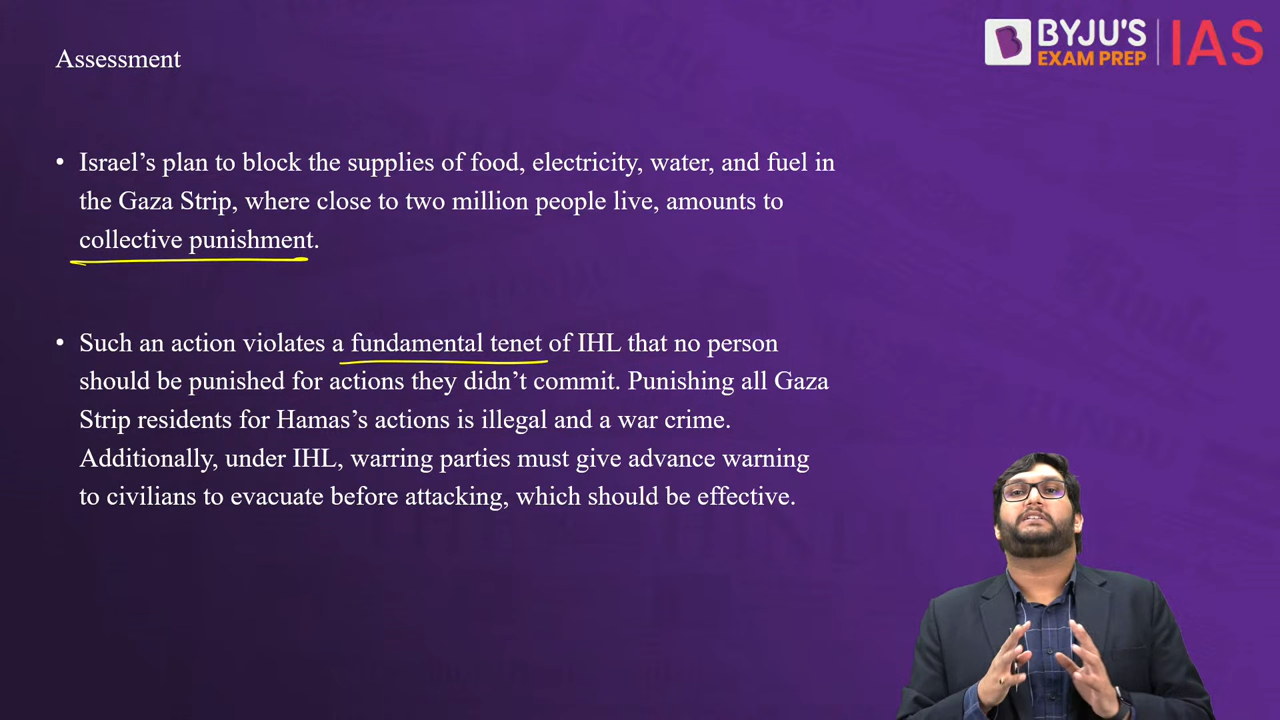 Assessment
BYJU'S
EXAM PREP
IAS
• Israel’s plan to block the supplies of food, electricity, water, and fuel in
the Gaza Strip, where close to two million people live, amounts to
collective punishment.
• Such an action violates a fundamental tenet of IHL that no person
should be punished for actions they didn’t commit. Punishing all Gaza
Strip residents for Hamas’s actions is illegal and a war crime.
Additionally, under IHL, warring parties must give advance warning
to civilians to evacuate before attacking, which should be effective.